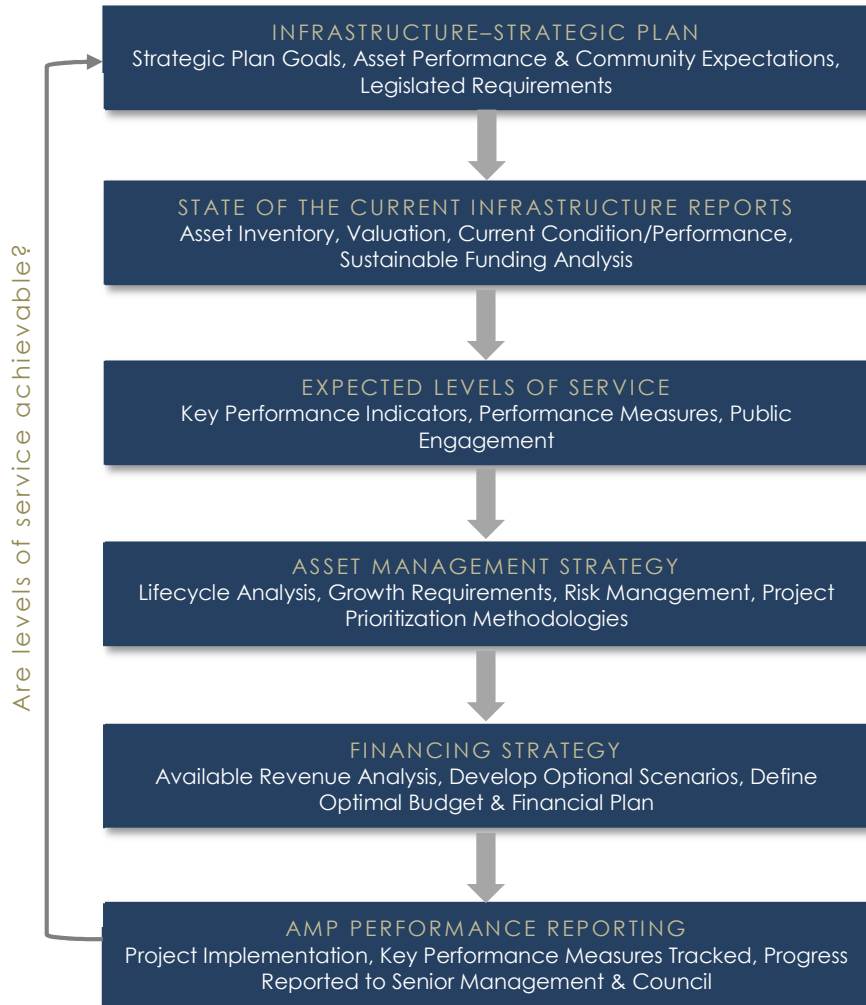 INFRASTRUCTURE–STRATEGIC PLAN
Strategic Plan Goals, Asset Performance & Community Expectations,
Legislated Requirements
STATE OF THE CURRENT INFRASTRUCTURE REPORTS
Asset Inventory, Valuation, Current Condition/Performance,
Sustainable Funding Analysis
EXPECTED LEVELS OF SERVICE
Key Performance Indicators, Performance Measures, Public
Engagement
ASSET MANAGEMENT STRATEGY
Lifecycle Analysis, Growth Requirements, Risk Management, Project
Prioritization Methodologies
FINANCING STRATEGY
Available Revenue Analysis, Develop Optional Scenarios, Define
Optimal Budget & Financial Plan
AMP PERFORMANCE REPORTING
Project Implementation, Key Performance Measures Tracked, Progress
Reported to Senior Management & Council
Are levels of service achievable?